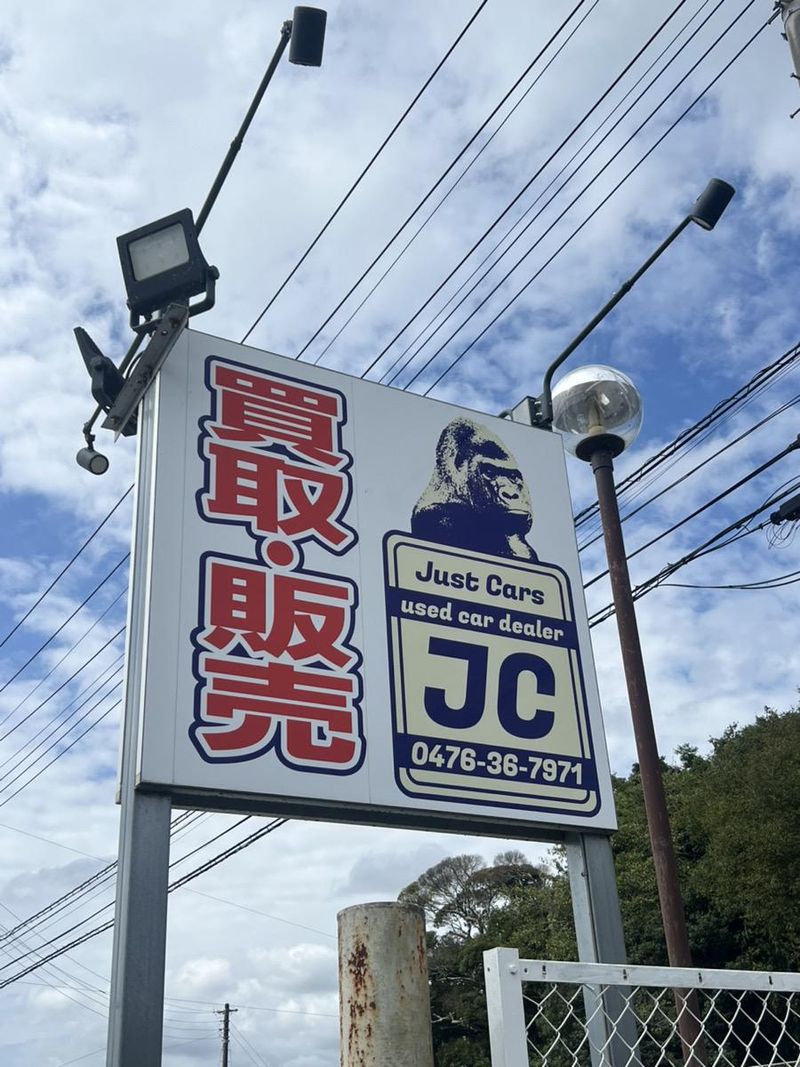 買取・販売
Just Cars
used car dealer
JC
0476-36-7971